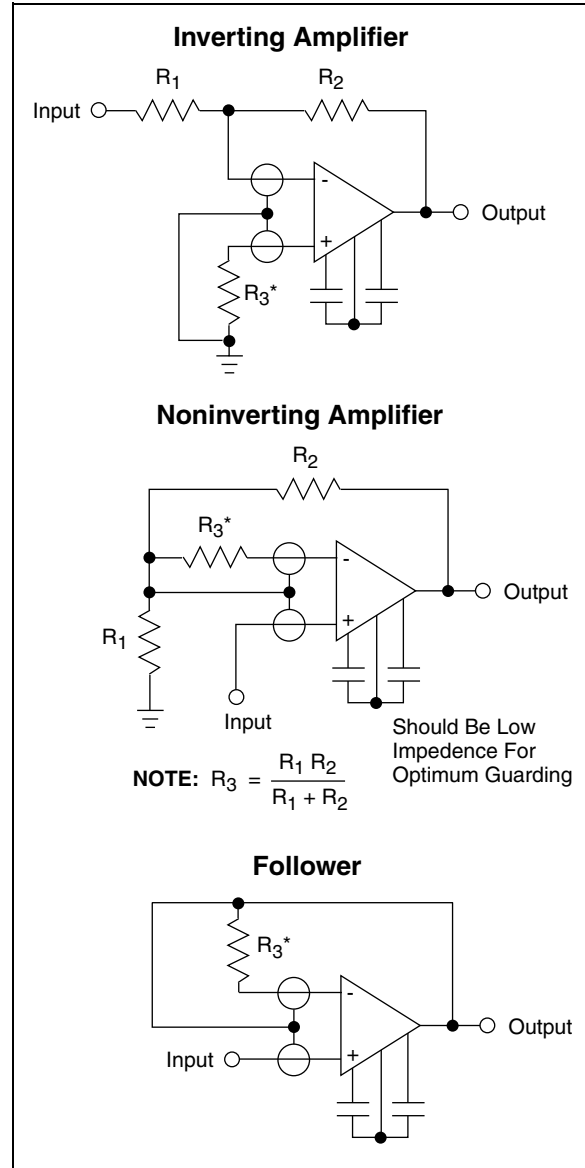 Inverting Amplifier
R1 R2
Input
-
Output
+
R3*
Noninverting Amplifier
R2
R3*
-
Output
R1
+
Input
Should Be Low
Impedence For
Optimum Guarding
NOTE: R3 = R1 R2 / R1 + R2
Follower
R3*
-
Output
Input
+